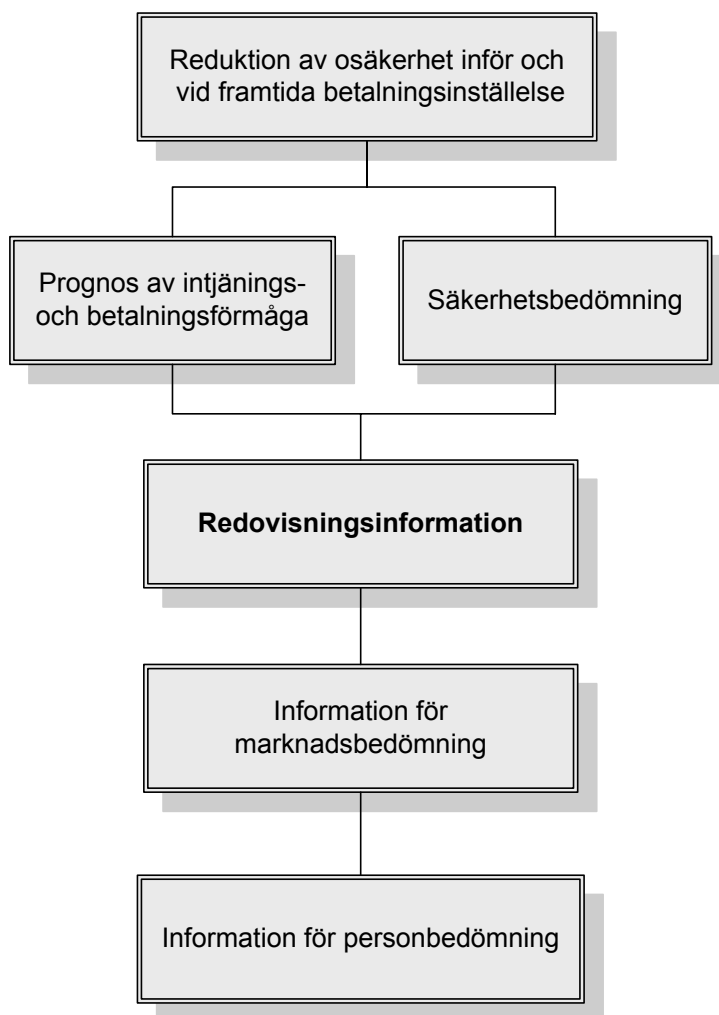 Reduktion av osäkerhet inför och
vid framtida betalningsinställelse
Prognos av intjänings-
och betalningsförmåga
Säkerhetsbedömning
Redovisningsinformation
Information för
marknadsbedömning
Information för personbedömning